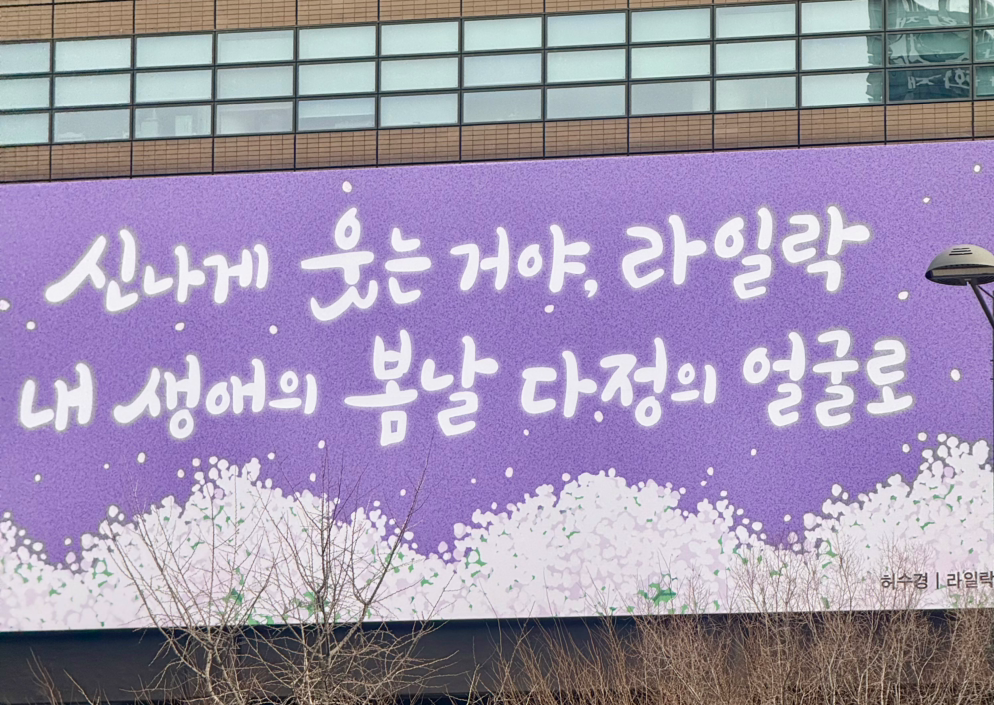 신나게 웃는 거야, 라일락
내 생애의 봄날 다정의 얼굴로
허수경 | 라일락